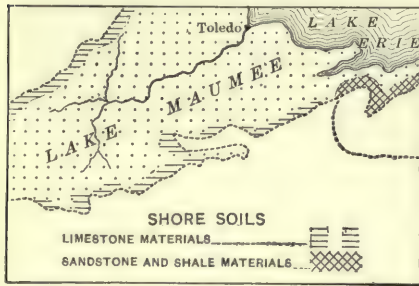 LAKE
Toledo
ERIE
LAKE MAUMEE
SHORE SOILS
LIMESTONE MATERIALS
SANDSTONE AND SHALE MATERIALS